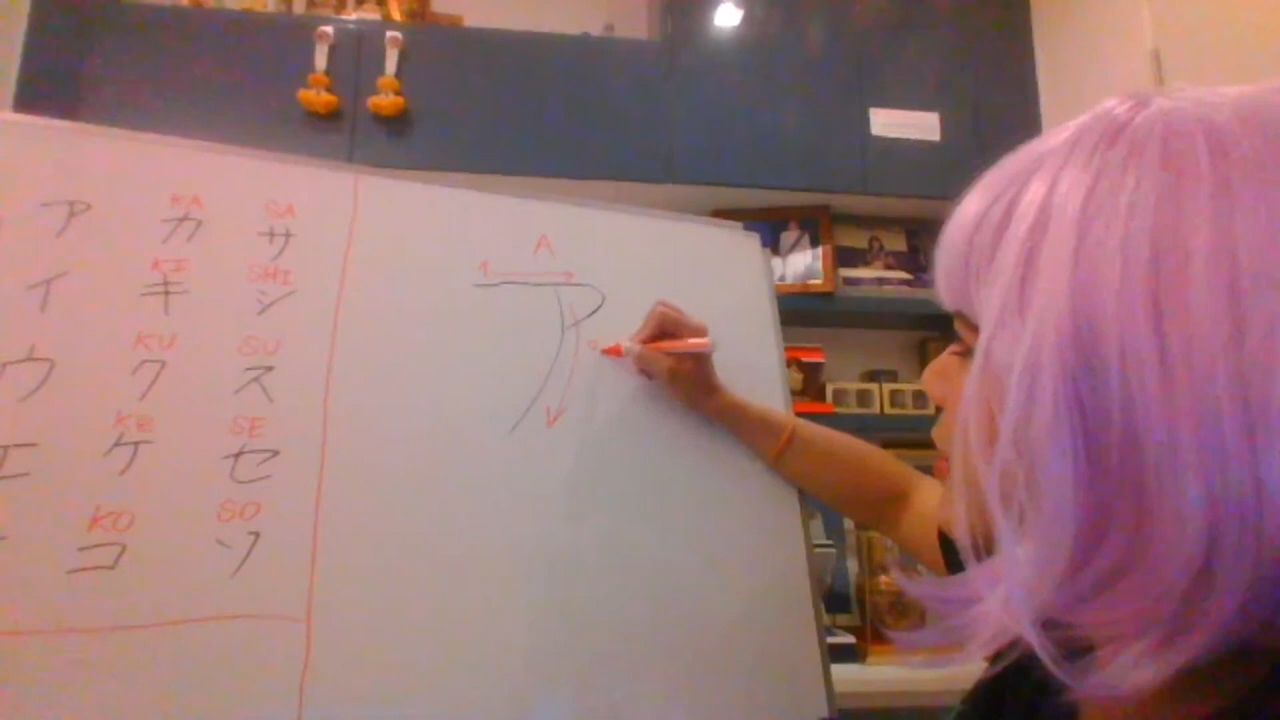 KA SA
ア カ サ A
KI SHI 1
イ キ シ ア
KU SU
ウ ク ス
KE SE
エ ケ セ
KO SO
コ ソ